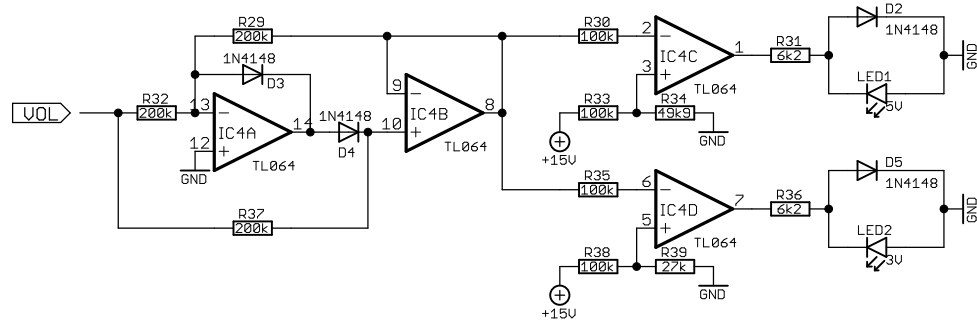 VOL
R32
200k
R29
200k
1N4148
D3
13
12
IC4A
14
TL064
GND
1N4148
D4
R37
200k
9
10
IC4B
8
TL064
R30
100k
2
3
IC4C
1
TL064
R33
100k
R34
49k9
+15V
GND
R31
6k2
D2
1N4148
LED1
5V
GND
R35
100k
6
5
IC4D
7
TL064
R38
100k
R39
27k
+15V
GND
R36
6k2
D5
1N4148
LED2
3V
GND